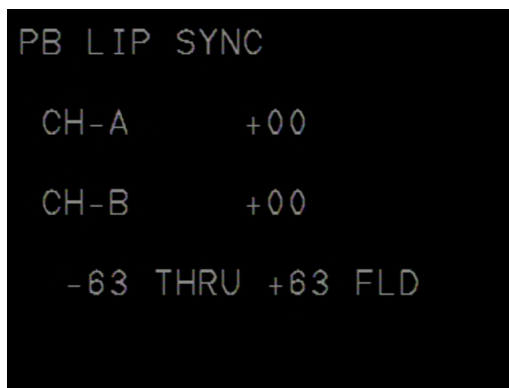 PB LIP SYNC
CH-A +00
CH-B +00
-63 THRU +63 FLD